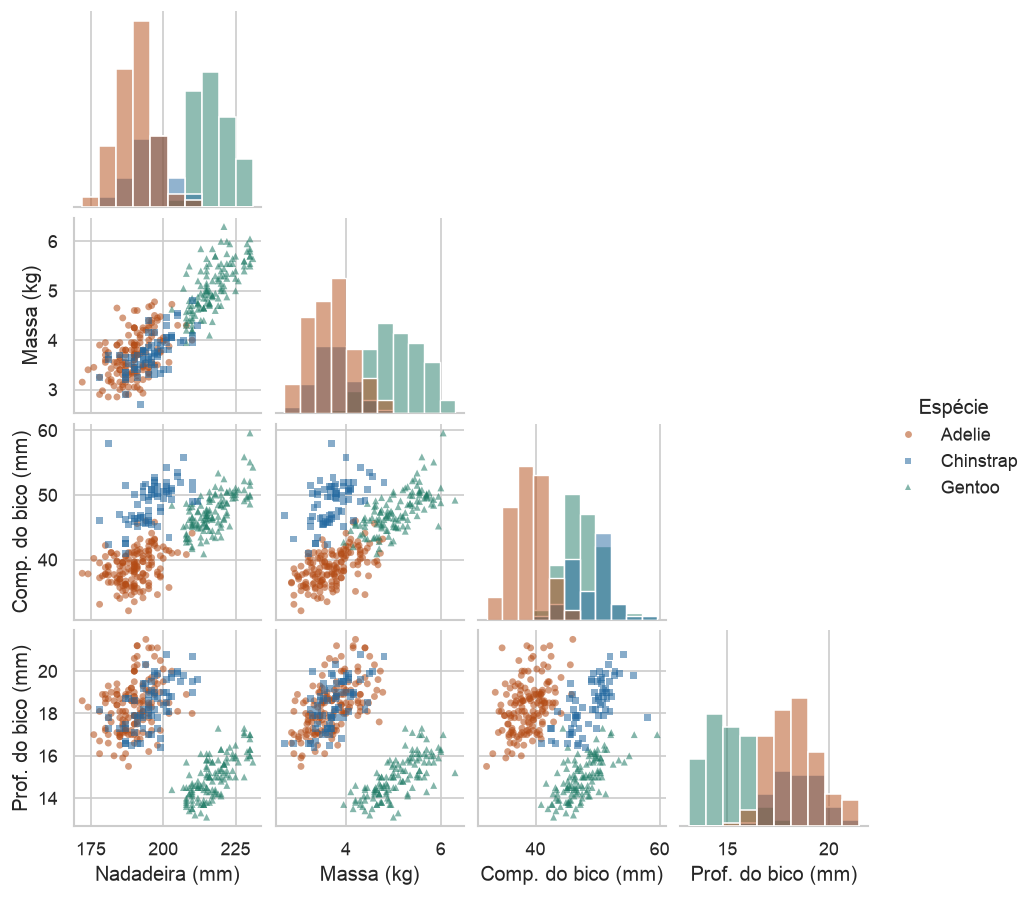 Massa (kg)
6
5
4
3
Comp. do bico (mm)
60
50
40
Prof. do bico (mm)
20
18
16
14
175 200 225
Nadadeira (mm)
4 6
Massa (kg)
40 60
Comp. do bico (mm)
15 20
Prof. do bico (mm)
Espécie
Adelie
Chinstrap
Gentoo